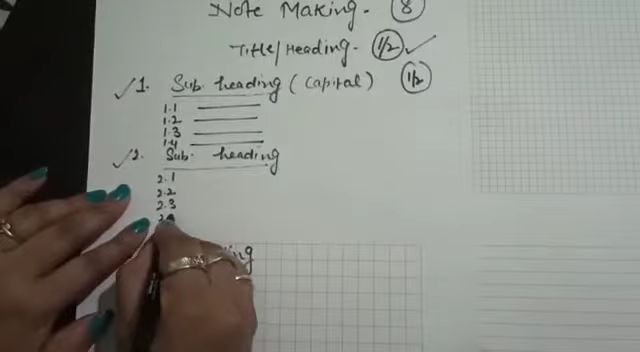 Note Making. 8
Title/Heading. 1/2 ✓
✓ 1. Sub. heading (Capital) 1/2
1.1
1.2
1.3
1.4
✓ 2. Sub. heading
2.1
2.2
2.3